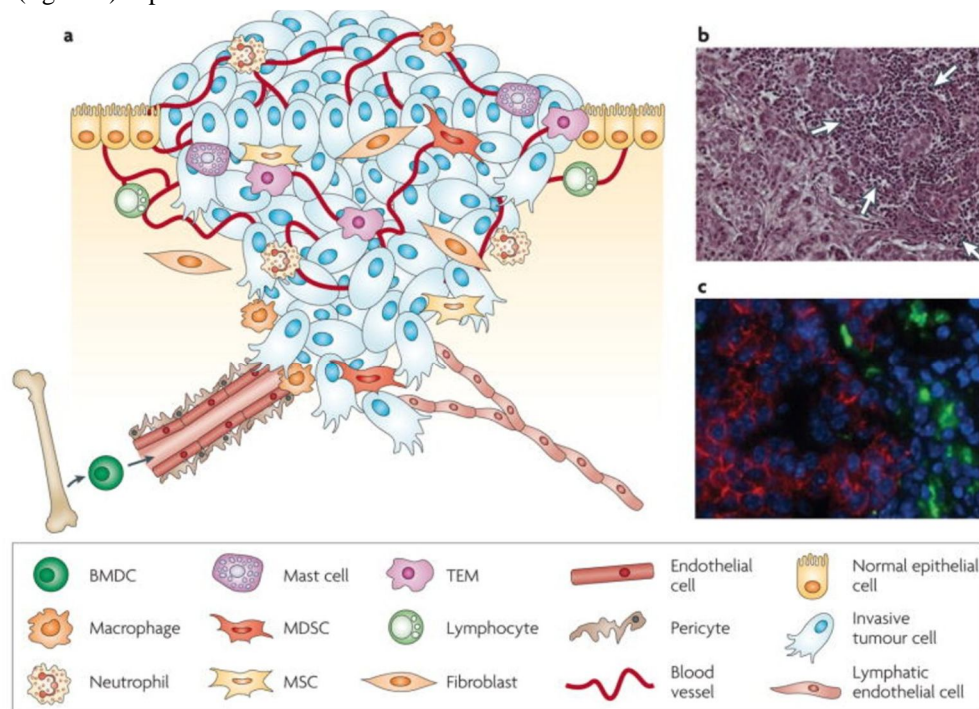 a
b
c
BMDC
Mast cell
TEM
Endothelial
cell
Normal epithelial
cell
Macrophage
MDSC
Lymphocyte
Pericyte
Invasive
tumour cell
Neutrophil
MSC
Fibroblast
Blood
vessel
Lymphatic
endothelial cell